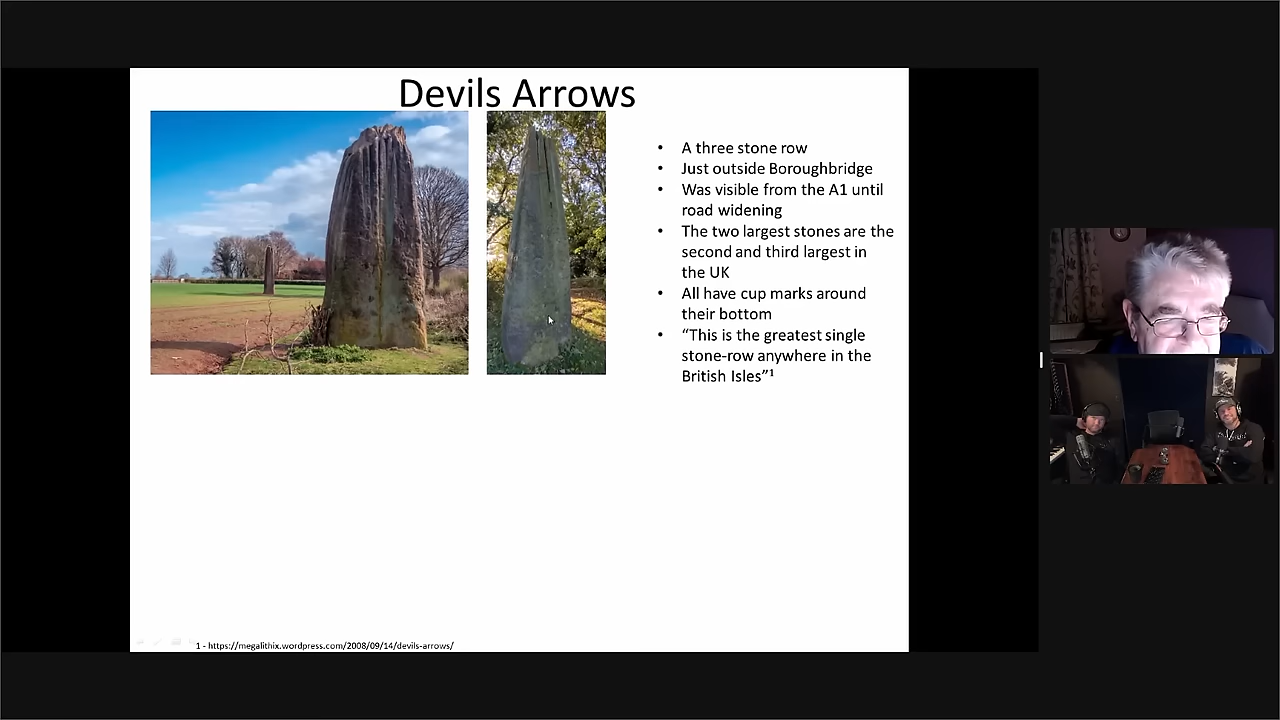 Devils Arrows
• A three stone row
• Just outside Boroughbridge
• Was visible from the A1 until
road widening
• The two largest stones are the
second and third largest in
the UK
• All have cup marks around
their bottom
• “This is the greatest single
stone-row anywhere in the
British Isles”¹
1 - https://megalithix.wordpress.com/2008/09/14/devils-arrows/